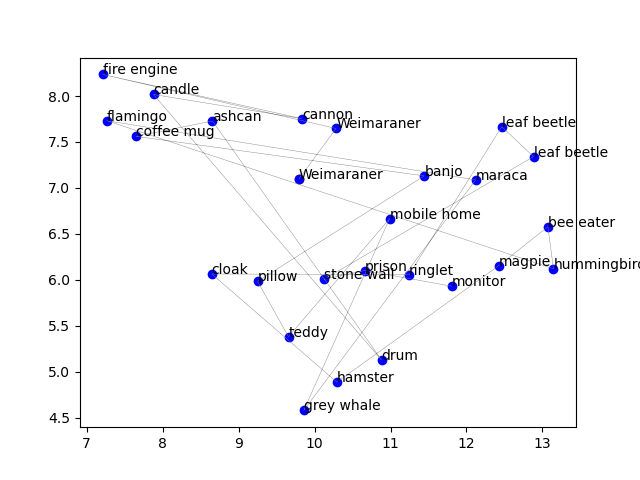 fire engine
candle
flamingo
ashcan
coffee mug
cannon
Weimaraner
leaf beetle
leaf beetle
Weimaraner
banjo
maraca
mobile home
bee eater
cloak
pillow
stone wall
prison
ringlet
magpie
hummingbird
monitor
teddy
drum
hamster
grey whale
8.0
7.5
7.0
6.5
6.0
5.5
5.0
4.5
7 8 9 10 11 12 13